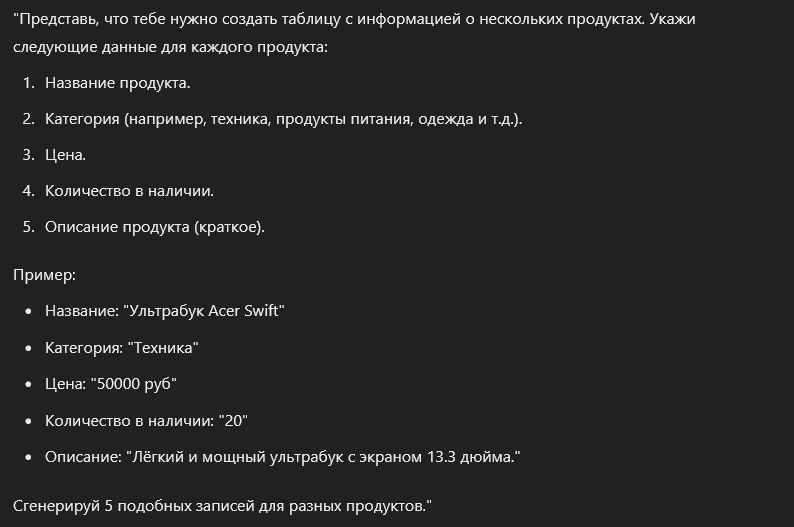 "Представь, что тебе нужно создать таблицу с информацией о нескольких продуктах. Укажи
следующие данные для каждого продукта:
1. Название продукта.
2. Категория (например, техника, продукты питания, одежда и т.д.).
3. Цена.
4. Количество в наличии.
5. Описание продукта (краткое).
Пример:
• Название: "Ультрабук Acer Swift"
• Категория: "Техника"
• Цена: "50000 руб"
• Количество в наличии: "20"
• Описание: "Лёгкий и мощный ультрабук с экраном 13.3 дюйма."
Сгенерируй 5 подобных записей для разных продуктов."